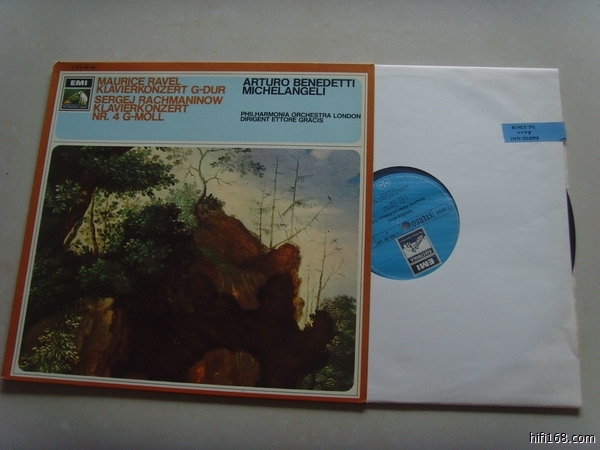 EMI
MAURICE RAVEL
KLAVIERKONZERT G-DUR
SERGEJ RACHMANINOW
KLAVIERKONZERT
NR. 4 G-MOLL
ARTURO BENEDETTI
MICHELANGELI
PHILHARMONIA ORCHESTRA LONDON
DIRIGENT ETTORE GRACIS
STEREO
EMI
hifi168.com